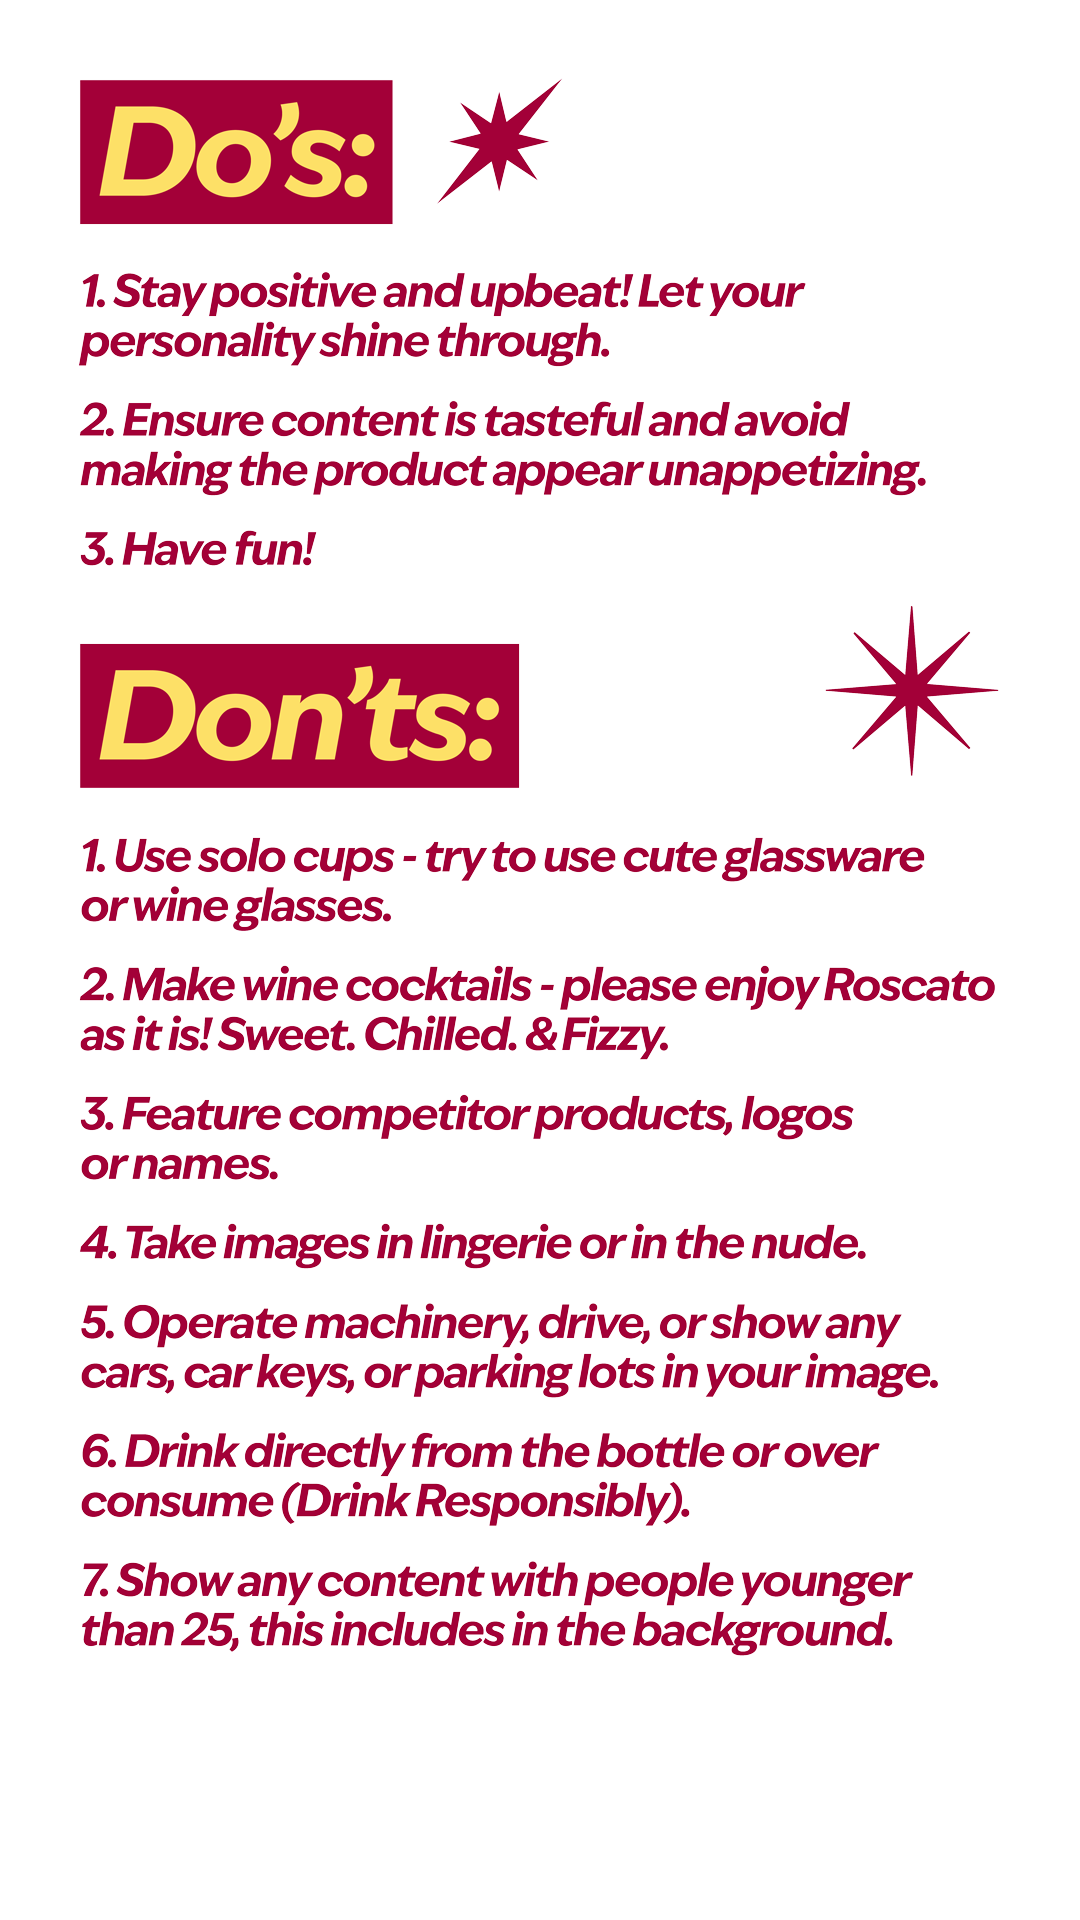 Do’s:
1. Stay positive and upbeat! Let your
personality shine through.
2. Ensure content is tasteful and avoid
making the product appear unappetizing.
3. Have fun!
Don’ts:
1. Use solo cups - try to use cute glassware
or wine glasses.
2. Make wine cocktails - please enjoy Roscato
as it is! Sweet. Chilled. & Fizzy.
3. Feature competitor products, logos
or names.
4. Take images in lingerie or in the nude.
5. Operate machinery, drive, or show any
cars, car keys, or parking lots in your image.
6. Drink directly from the bottle or over
consume (Drink Responsibly).
7. Show any content with people younger
than 25, this includes in the background.